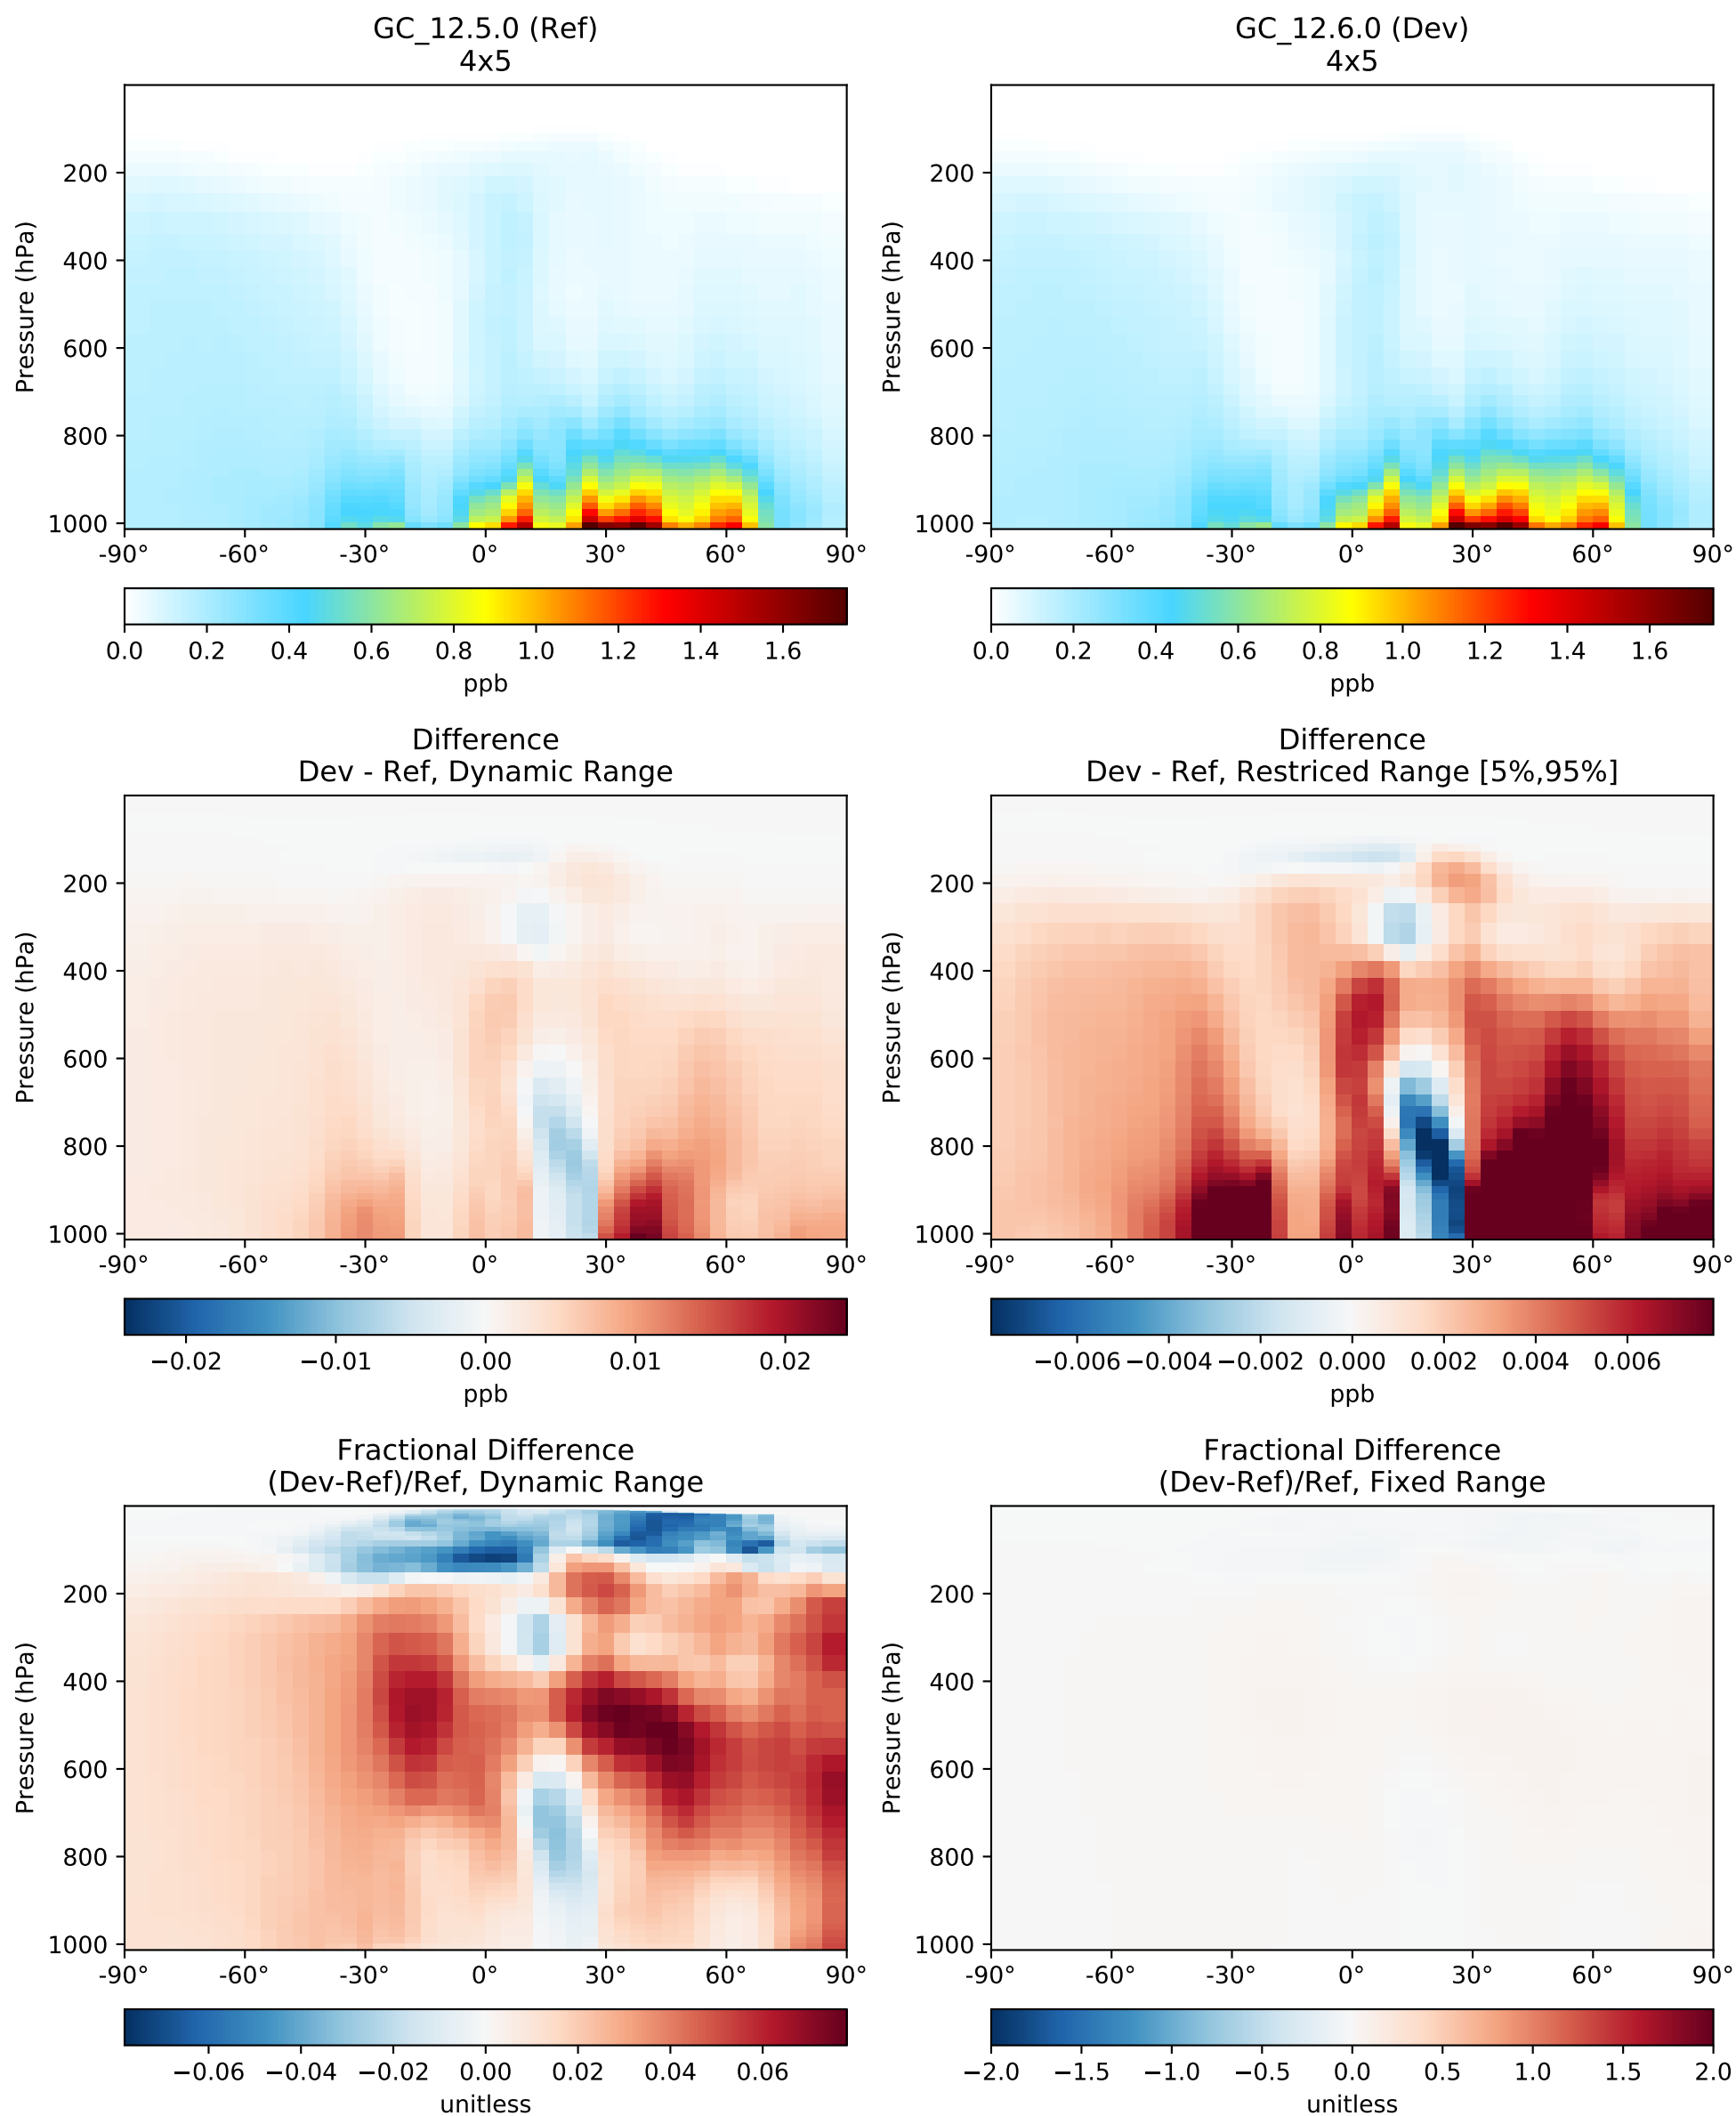 GC_12.5.0 (Ref)
4x5
Pressure (hPa)
200
400
600
800
1000
-90° -60° -30° 0° 30° 60° 90°
0.0 0.2 0.4 0.6 0.8 1.0 1.2 1.4 1.6
ppb
GC_12.6.0 (Dev)
4x5
Pressure (hPa)
200
400
600
800
1000
-90° -60° -30° 0° 30° 60° 90°
0.0 0.2 0.4 0.6 0.8 1.0 1.2 1.4 1.6
ppb
Difference
Dev - Ref, Dynamic Range
Pressure (hPa)
200
400
600
800
1000
-90° -60° -30° 0° 30° 60° 90°
−0.02 −0.01 0.00 0.01 0.02
ppb
Difference
Dev - Ref, Restriced Range [5%,95%]
Pressure (hPa)
200
400
600
800
1000
-90° -60° -30° 0° 30° 60° 90°
−0.006 −0.004 −0.002 0.000 0.002 0.004 0.006
ppb
Fractional Difference
(Dev-Ref)/Ref, Dynamic Range
Pressure (hPa)
200
400
600
800
1000
-90° -60° -30° 0° 30° 60° 90°
−0.06 −0.04 −0.02 0.00 0.02 0.04 0.06
unitless
Fractional Difference
(Dev-Ref)/Ref, Fixed Range
Pressure (hPa)
200
400
600
800
1000
-90° -60° -30° 0° 30° 60° 90°
−2.0 −1.5 −1.0 −0.5 0.0 0.5 1.0 1.5 2.0
unitless